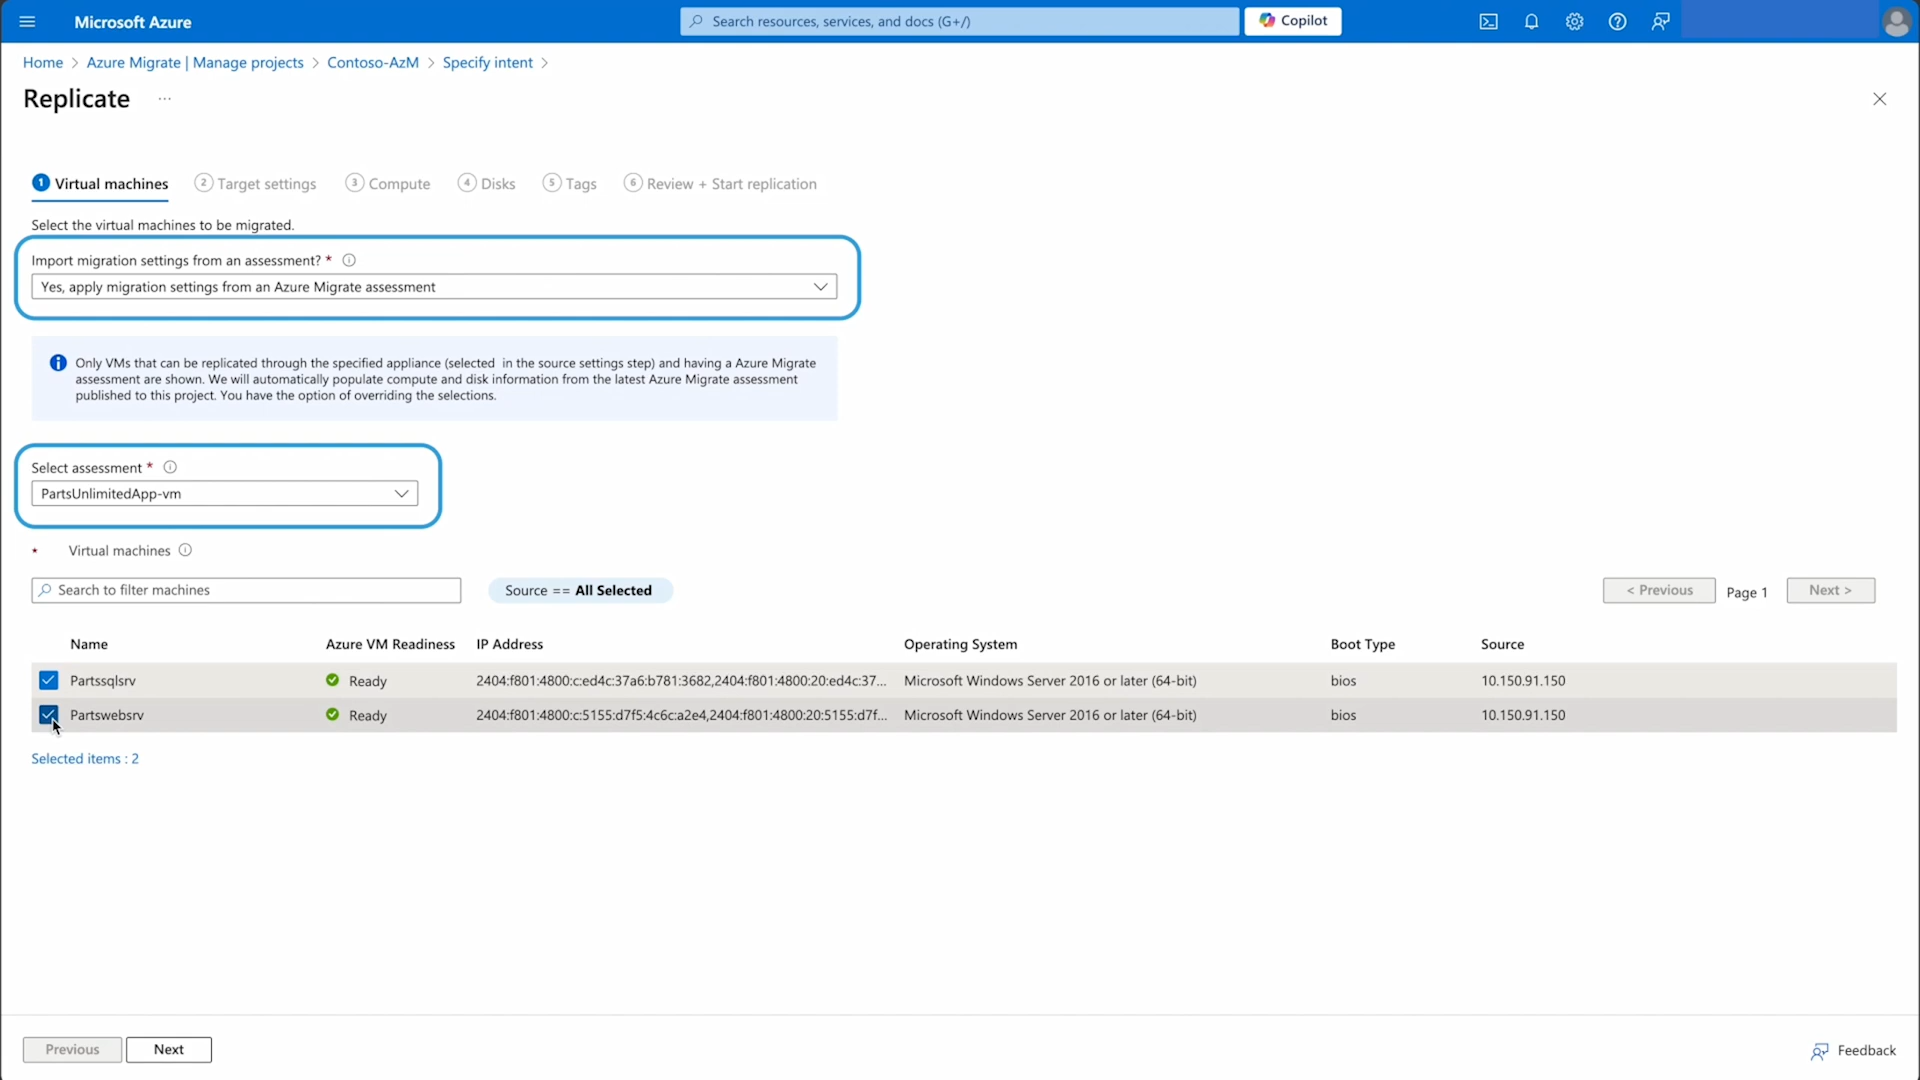 Microsoft Azure
Search resources, services, and docs (G+/)
Copilot
Home > Azure Migrate | Manage projects > Contoso-AzM > Specify intent >
Replicate ...
1 Virtual machines 2 Target settings 3 Compute 4 Disks 5 Tags 6 Review + Start replication
Select the virtual machines to be migrated.
Import migration settings from an assessment? *
Yes, apply migration settings from an Azure Migrate assessment
Only VMs that can be replicated through the specified appliance (selected in the source settings step) and having a Azure Migrate
assessment are shown. We will automatically populate compute and disk information from the latest Azure Migrate assessment
published to this project. You have the option of overriding the selections.
Select assessment *
PartsUnlimitedApp-vm
* Virtual machines
Search to filter machines
Source == All Selected
< Previous Page 1 Next >
Name Azure VM Readiness IP Address Operating System Boot Type Source
Partssqlsrv Ready 2404:f801:4800:c:ed4c:37a6:b781:3682,2404:f801:4800:20:ed4c:37... Microsoft Windows Server 2016 or later (64-bit) bios 10.150.91.150
Partswebsrv Ready 2404:f801:4800:c:5155:d7f5:4c6c:a2e4,2404:f801:4800:20:5155:d7f... Microsoft Windows Server 2016 or later (64-bit) bios 10.150.91.150
Selected items : 2
Previous Next
Feedback